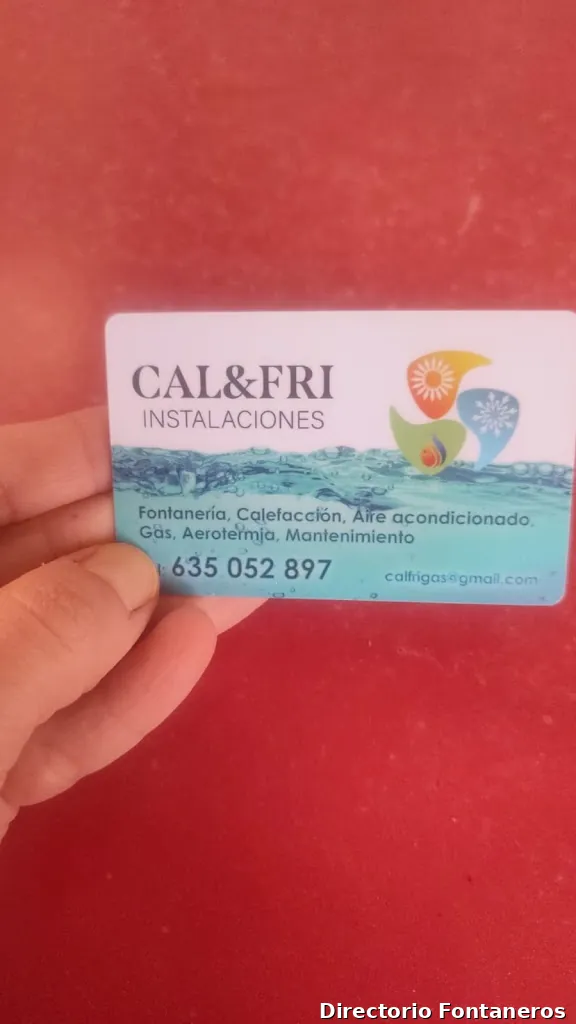 CAL&FRI
INSTALACIONES
Fontanería, Calefacción, Aire acondicionado,
Gas, Aerotermia, Mantenimiento
635 052 897
calfrigas@gmail.com
Directorio Fontaneros